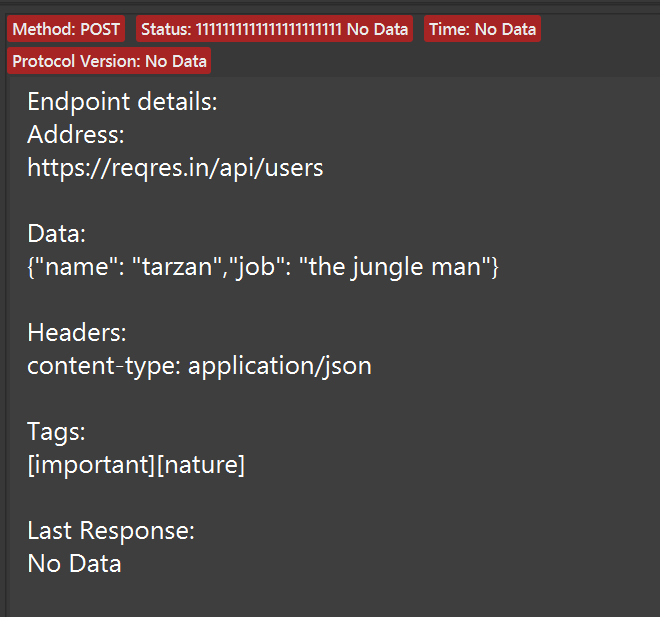 Method: POST
Status: 1111111111111111111111 No Data
Time: No Data
Protocol Version: No Data
Endpoint details:
Address:
https://reqres.in/api/users
Data:
{"name": "tarzan","job": "the jungle man"}
Headers:
content-type: application/json
Tags:
[important][nature]
Last Response:
No Data